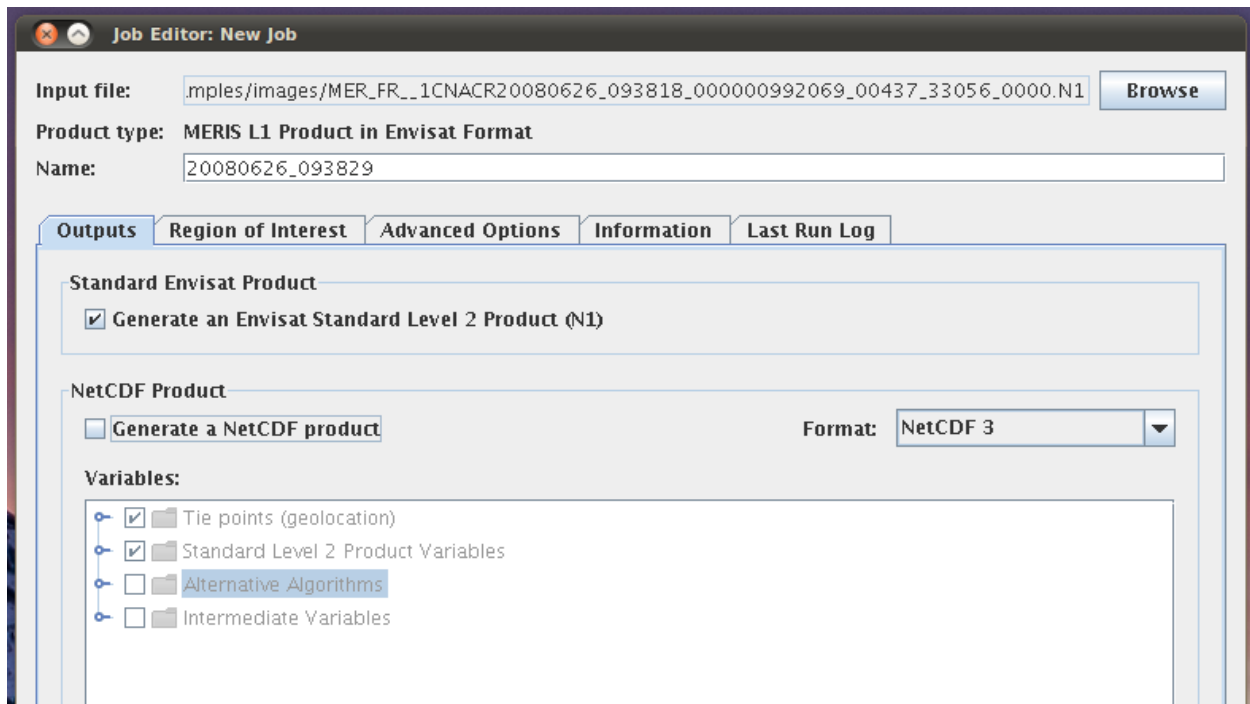 Job Editor: New Job
Input file: .mples/images/MER_FR__1CNACR20080626_093818_000000992069_00437_33056_0000.N1 Browse
Product type: MERIS L1 Product in Envisat Format
Name: 20080626_093829
Outputs Region of Interest Advanced Options Information Last Run Log
Standard Envisat Product
Generate an Envisat Standard Level 2 Product (N1)
NetCDF Product
Generate a NetCDF product Format: NetCDF 3
Variables:
Tie points (geolocation)
Standard Level 2 Product Variables
Alternative Algorithms
Intermediate Variables